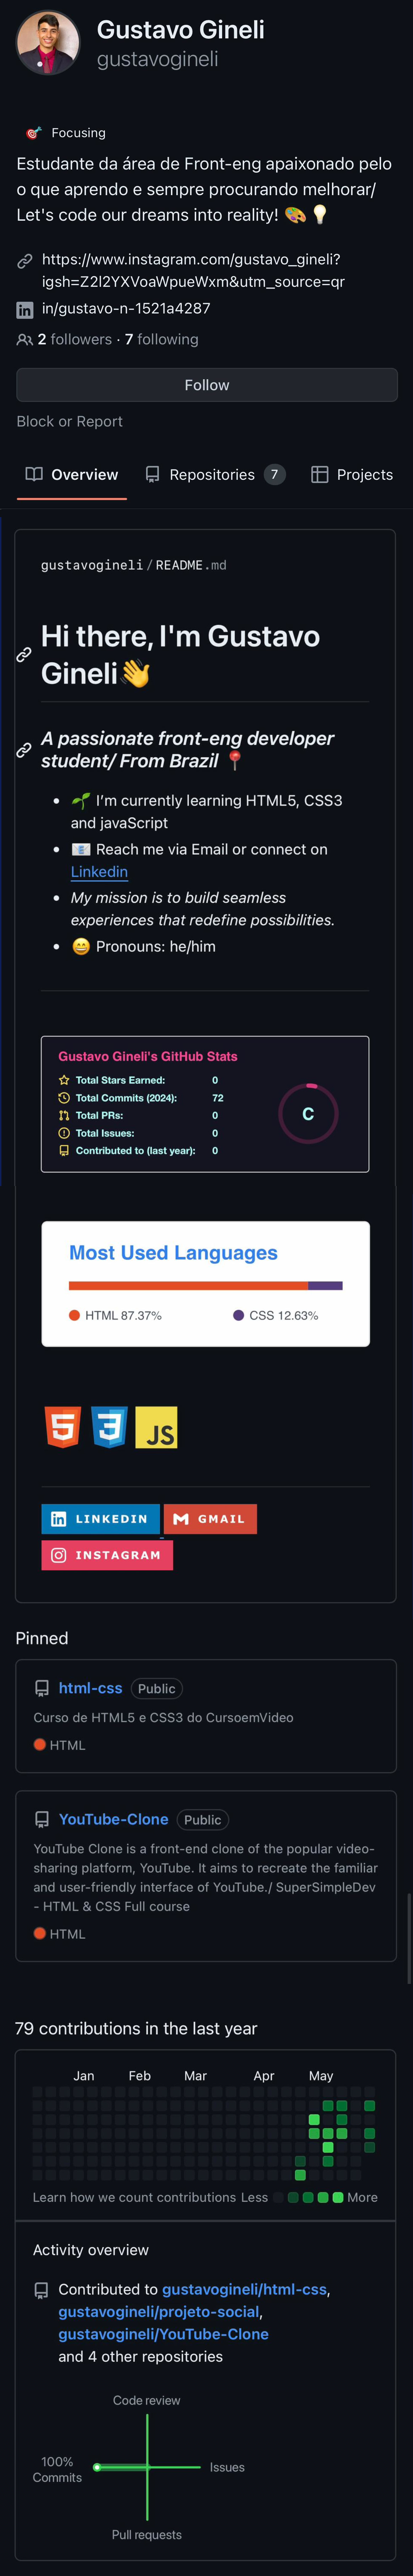 Gustavo Gineli
gustavogineli
Focusing
Estudante da área de Front-eng apaixonado pelo
o que aprendo e sempre procurando melhorar/
Let's code our dreams into reality! 🎨💡
https://www.instagram.com/gustavo_gineli?
igsh=Z2l2YXVoaWpueWxm&utm_source=qr
in/gustavo-n-1521a4287
2 followers · 7 following
Follow
Block or Report
Overview
Repositories 7
Projects
gustavogineli/README.md
Hi there, I'm Gustavo
Gineli👋
A passionate front-eng developer
student/ From Brazil 📍
• 🌱 I’m currently learning HTML5, CSS3
and javaScript
• 📧 Reach me via Email or connect on
Linkedin
• My mission is to build seamless
experiences that redefine possibilities.
• 😄 Pronouns: he/him
Gustavo Gineli's GitHub Stats
Total Stars Earned: 0
Total Commits (2024): 72
Total PRs: 0
Total Issues: 0
Contributed to (last year): 0
C
Most Used Languages
HTML 87.37%
CSS 12.63%
5 3 JS
LINKEDIN
GMAIL
INSTAGRAM
Pinned
html-css Public
Curso de HTML5 e CSS3 do CursoemVideo
HTML
YouTube-Clone Public
YouTube Clone is a front-end clone of the popular video-
sharing platform, YouTube. It aims to recreate the familiar
and user-friendly interface of YouTube./ SuperSimpleDev
- HTML & CSS Full course
HTML
79 contributions in the last year
Jan Feb Mar Apr May
Learn how we count contributions Less More
Activity overview
Contributed to gustavogineli/html-css,
gustavogineli/projeto-social,
gustavogineli/YouTube-Clone
and 4 other repositories
Code review
100%
Commits
Issues
Pull requests